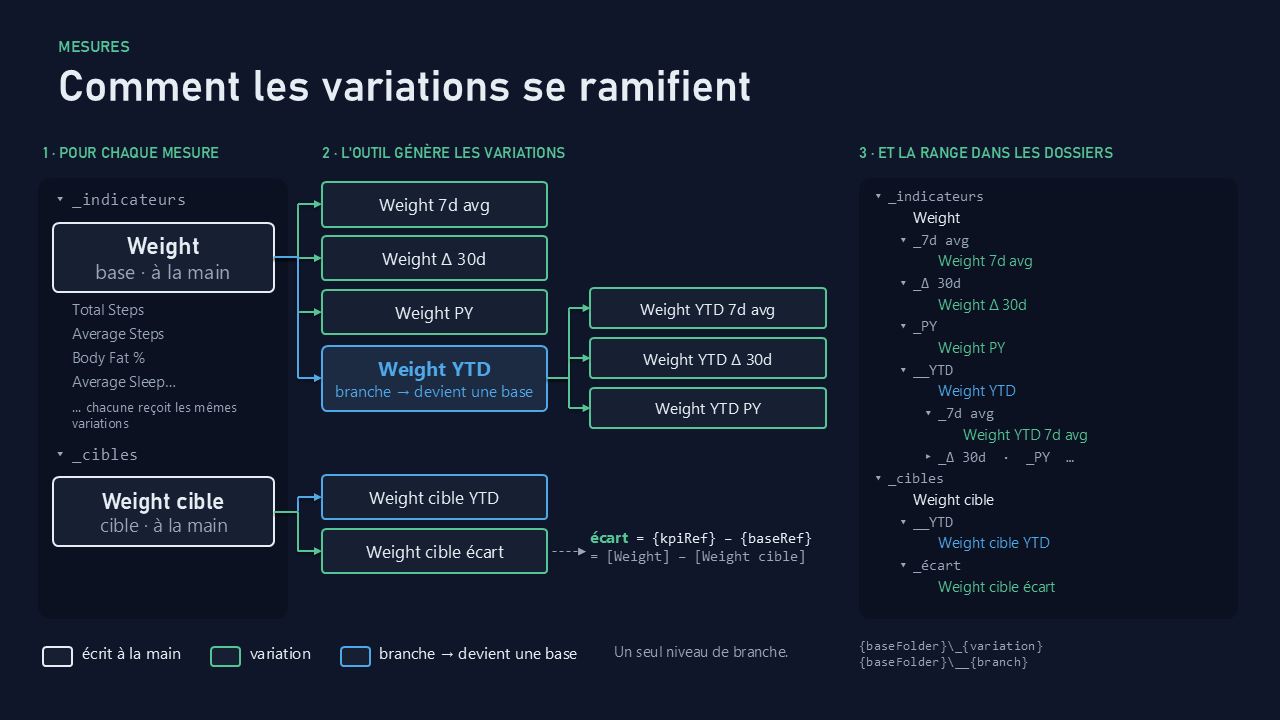 MESURES
Comment les variations se ramifient
1 · POUR CHAQUE MESURE
▾ _indicateurs
Weight
base · à la main
Total Steps
Average Steps
Body Fat %
Average Sleep…
… chacune reçoit les mêmes
variations
▾ _cibles
Weight cible
cible · à la main
2 · L'OUTIL GÉNÈRE LES VARIATIONS
Weight 7d avg
Weight Δ 30d
Weight PY
Weight YTD
branche → devient une base
Weight YTD 7d avg
Weight YTD Δ 30d
Weight YTD PY
Weight cible YTD
Weight cible écart
écart = {kpiRef} − {baseRef}
= [Weight] − [Weight cible]
3 · ET LA RANGE DANS LES DOSSIERS
▾ _indicateurs
Weight
▾ _7d avg
Weight 7d avg
▾ _Δ 30d
Weight Δ 30d
▾ _PY
Weight PY
▾ __YTD
Weight YTD
▾ _7d avg
Weight YTD 7d avg
▸ _Δ 30d · _PY …
▾ _cibles
Weight cible
▾ __YTD
Weight cible YTD
▾ _écart
Weight cible écart
écrit à la main
variation
branche → devient une base
Un seul niveau de branche.
{baseFolder}\_{variation}
{baseFolder}\__{branch}